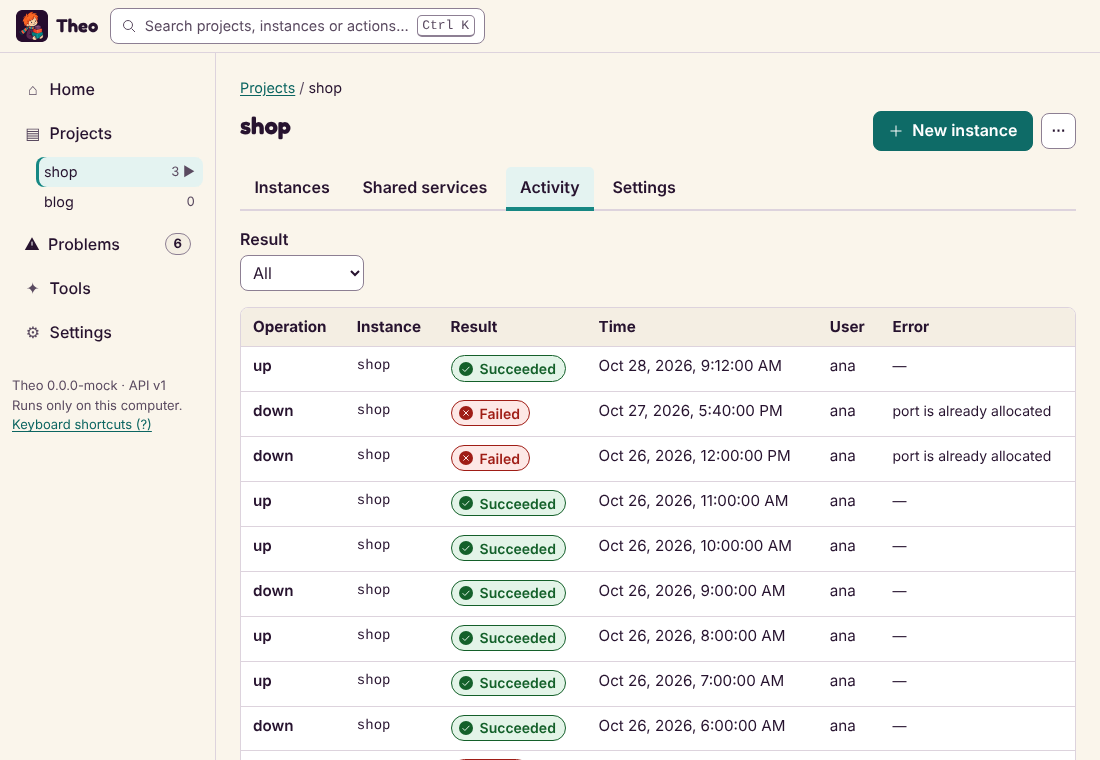 Theo
Search projects, instances or actions... Ctrl K
Home
Projects
shop 3
blog 0
Problems 6
Tools
Settings
Theo 0.0.0-mock · API v1
Runs only on this computer.
Keyboard shortcuts (?)
Projects / shop
shop
New instance
Instances Shared services Activity Settings
Result
All
Operation Instance Result Time User Error
up shop Succeeded Oct 28, 2026, 9:12:00 AM ana —
down shop Failed Oct 27, 2026, 5:40:00 PM ana port is already allocated
down shop Failed Oct 26, 2026, 12:00:00 PM ana port is already allocated
up shop Succeeded Oct 26, 2026, 11:00:00 AM ana —
up shop Succeeded Oct 26, 2026, 10:00:00 AM ana —
down shop Succeeded Oct 26, 2026, 9:00:00 AM ana —
up shop Succeeded Oct 26, 2026, 8:00:00 AM ana —
up shop Succeeded Oct 26, 2026, 7:00:00 AM ana —
down shop Succeeded Oct 26, 2026, 6:00:00 AM ana —